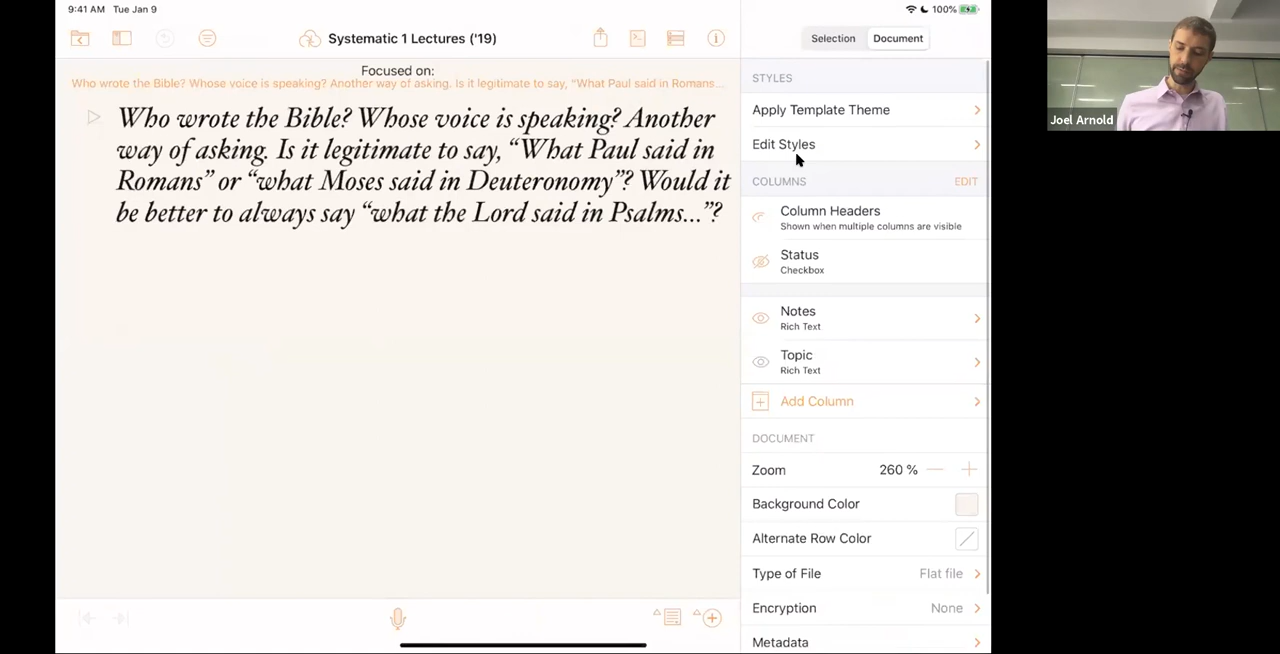 9:41 AM Tue Jan 9
100%
Systematic 1 Lectures ('19)
Focused on:
Who wrote the Bible? Whose voice is speaking? Another way of asking. Is it legitimate to say, “What Paul said in Romans...
Who wrote the Bible? Whose voice is speaking? Another
way of asking. Is it legitimate to say, “What Paul said in
Romans” or “what Moses said in Deuteronomy”? Would it
be better to always say “what the Lord said in Psalms...”?
Selection Document
STYLES
Apply Template Theme
Edit Styles
COLUMNS EDIT
Column Headers
Shown when multiple columns are visible
Status
Checkbox
Notes
Rich Text
Topic
Rich Text
Add Column
DOCUMENT
Zoom 260 %
Background Color
Alternate Row Color
Type of File Flat file
Encryption None
Metadata
Joel Arnold